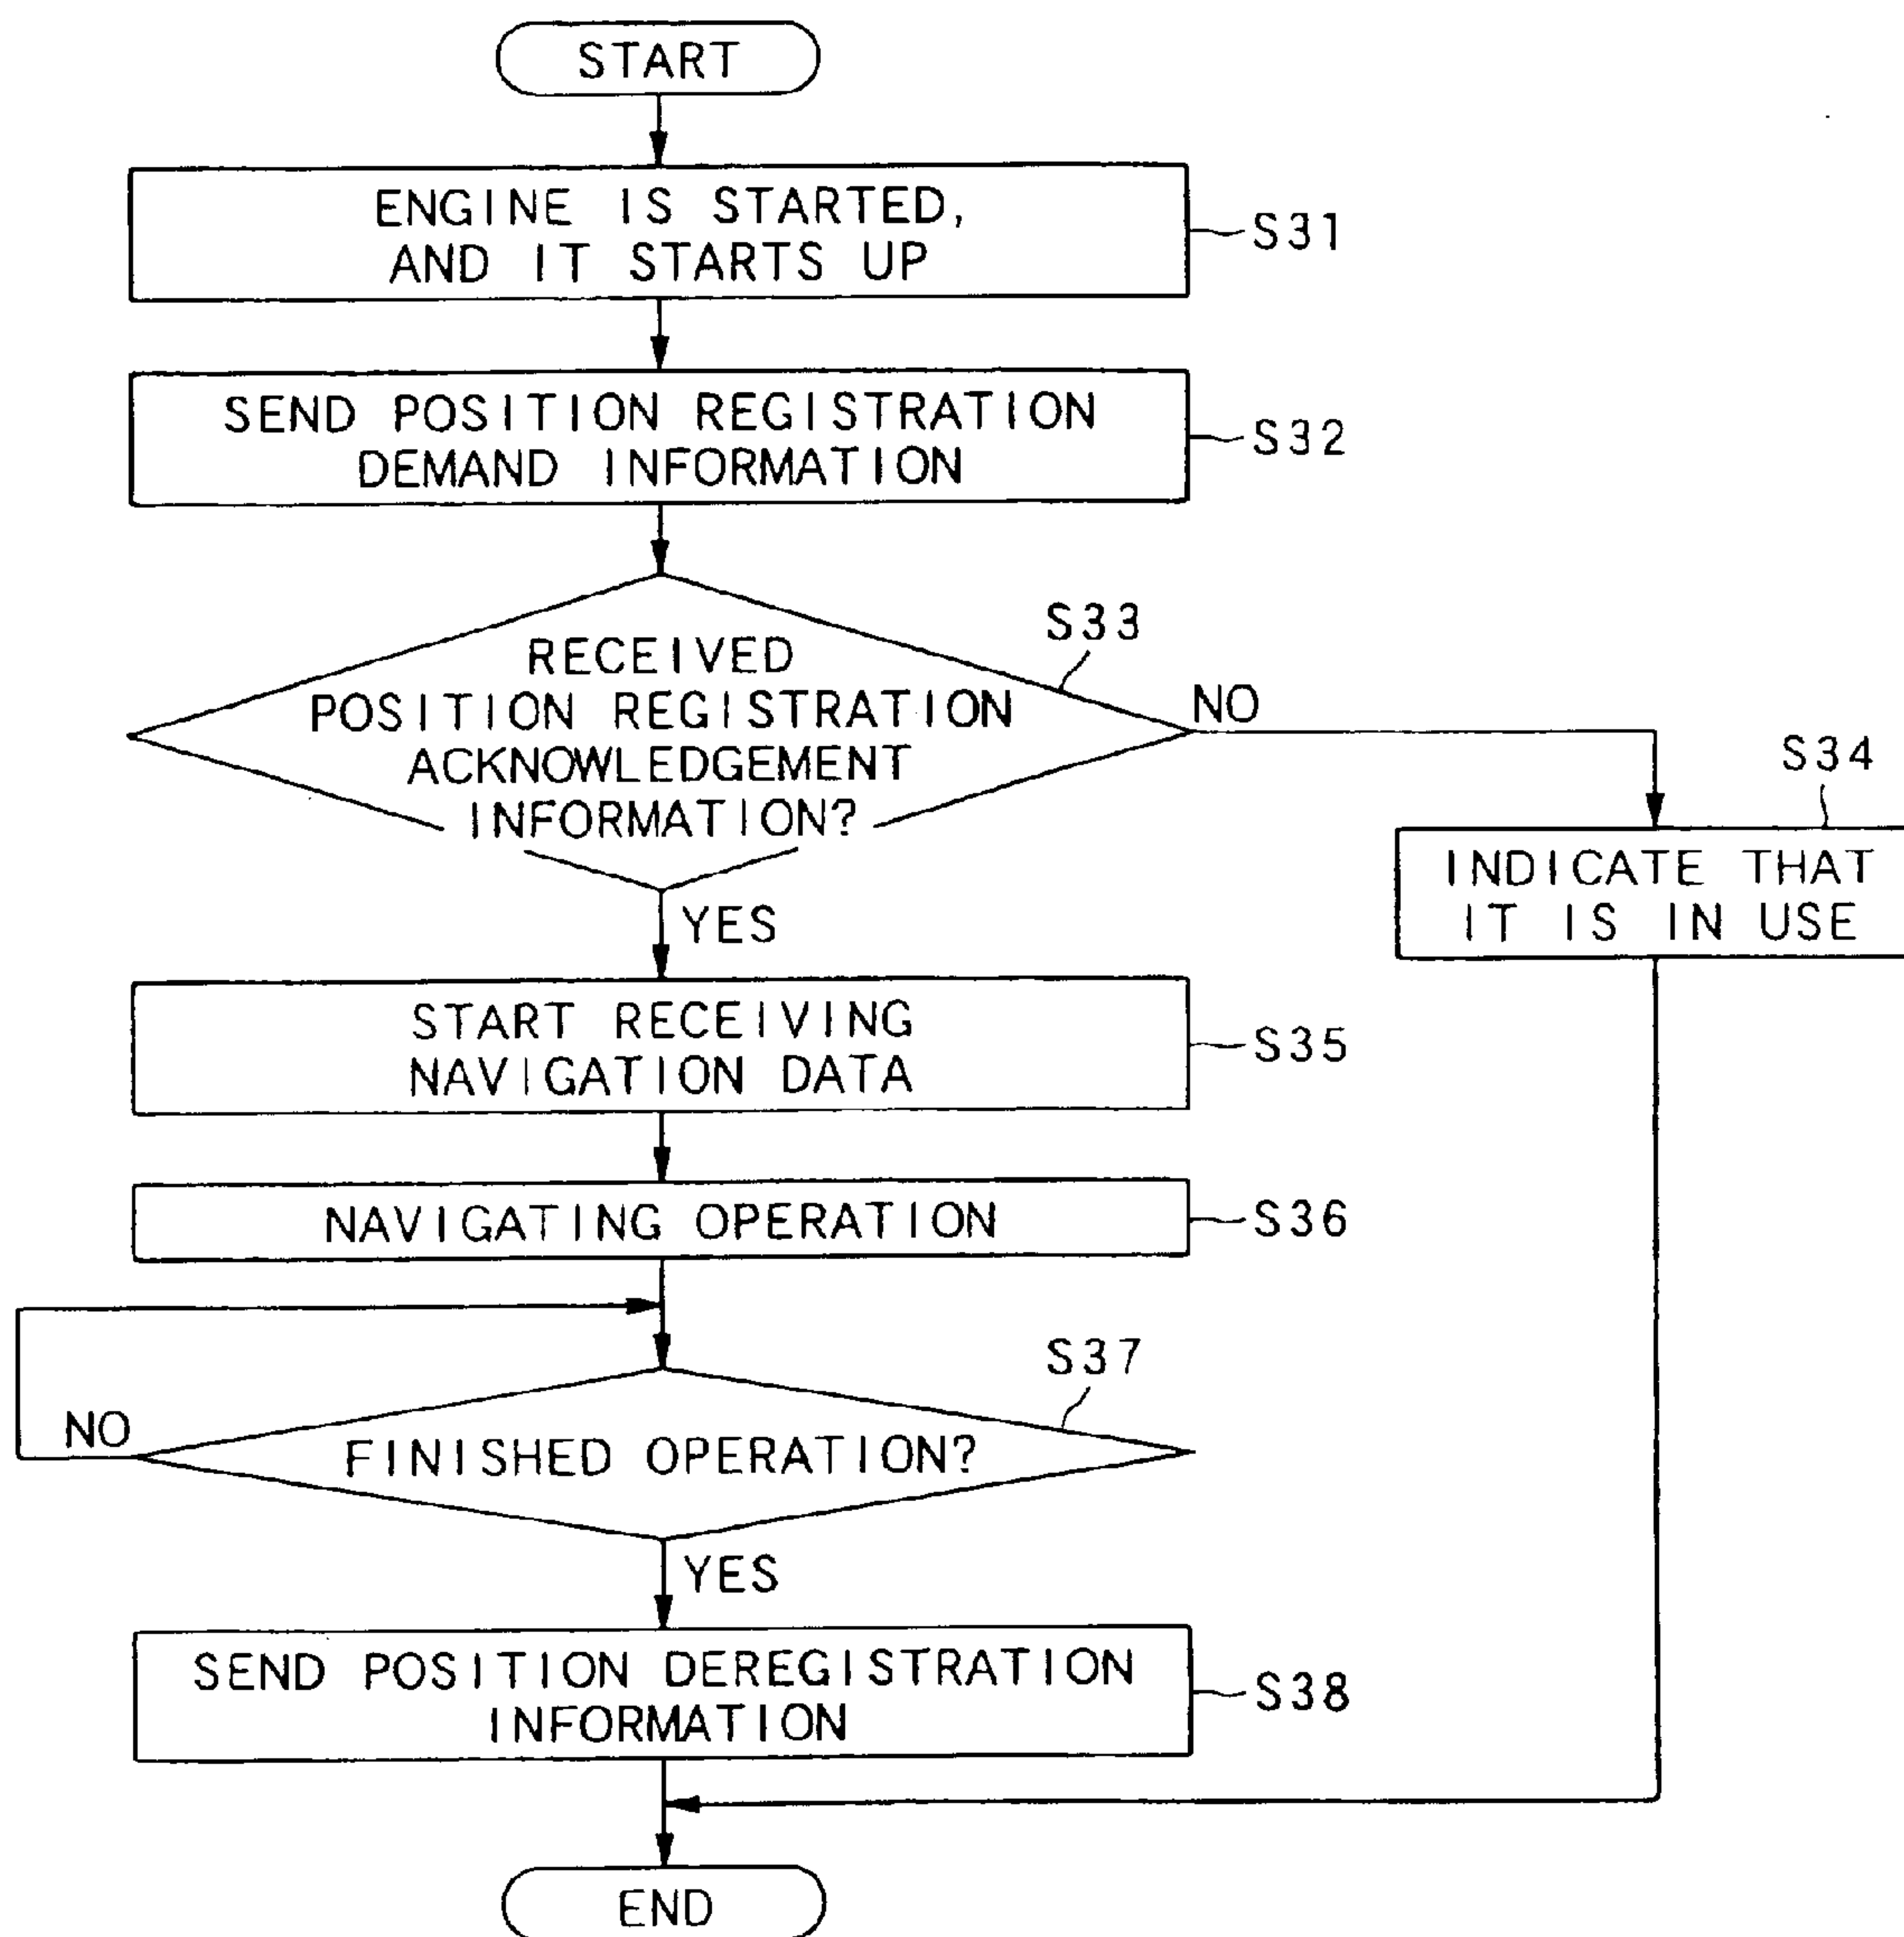 START
ENGINE IS STARTED,
AND IT STARTS UP
S31
SEND POSITION REGISTRATION
DEMAND INFORMATION
S32
S33
RECEIVED
POSITION REGISTRATION
ACKNOWLEDGEMENT
INFORMATION?
NO
S34
INDICATE THAT
IT IS IN USE
YES
START RECEIVING
NAVIGATION DATA
S35
NAVIGATING OPERATION
S36
S37
NO
FINISHED OPERATION?
YES
SEND POSITION DEREGISTRATION
INFORMATION
S38
END